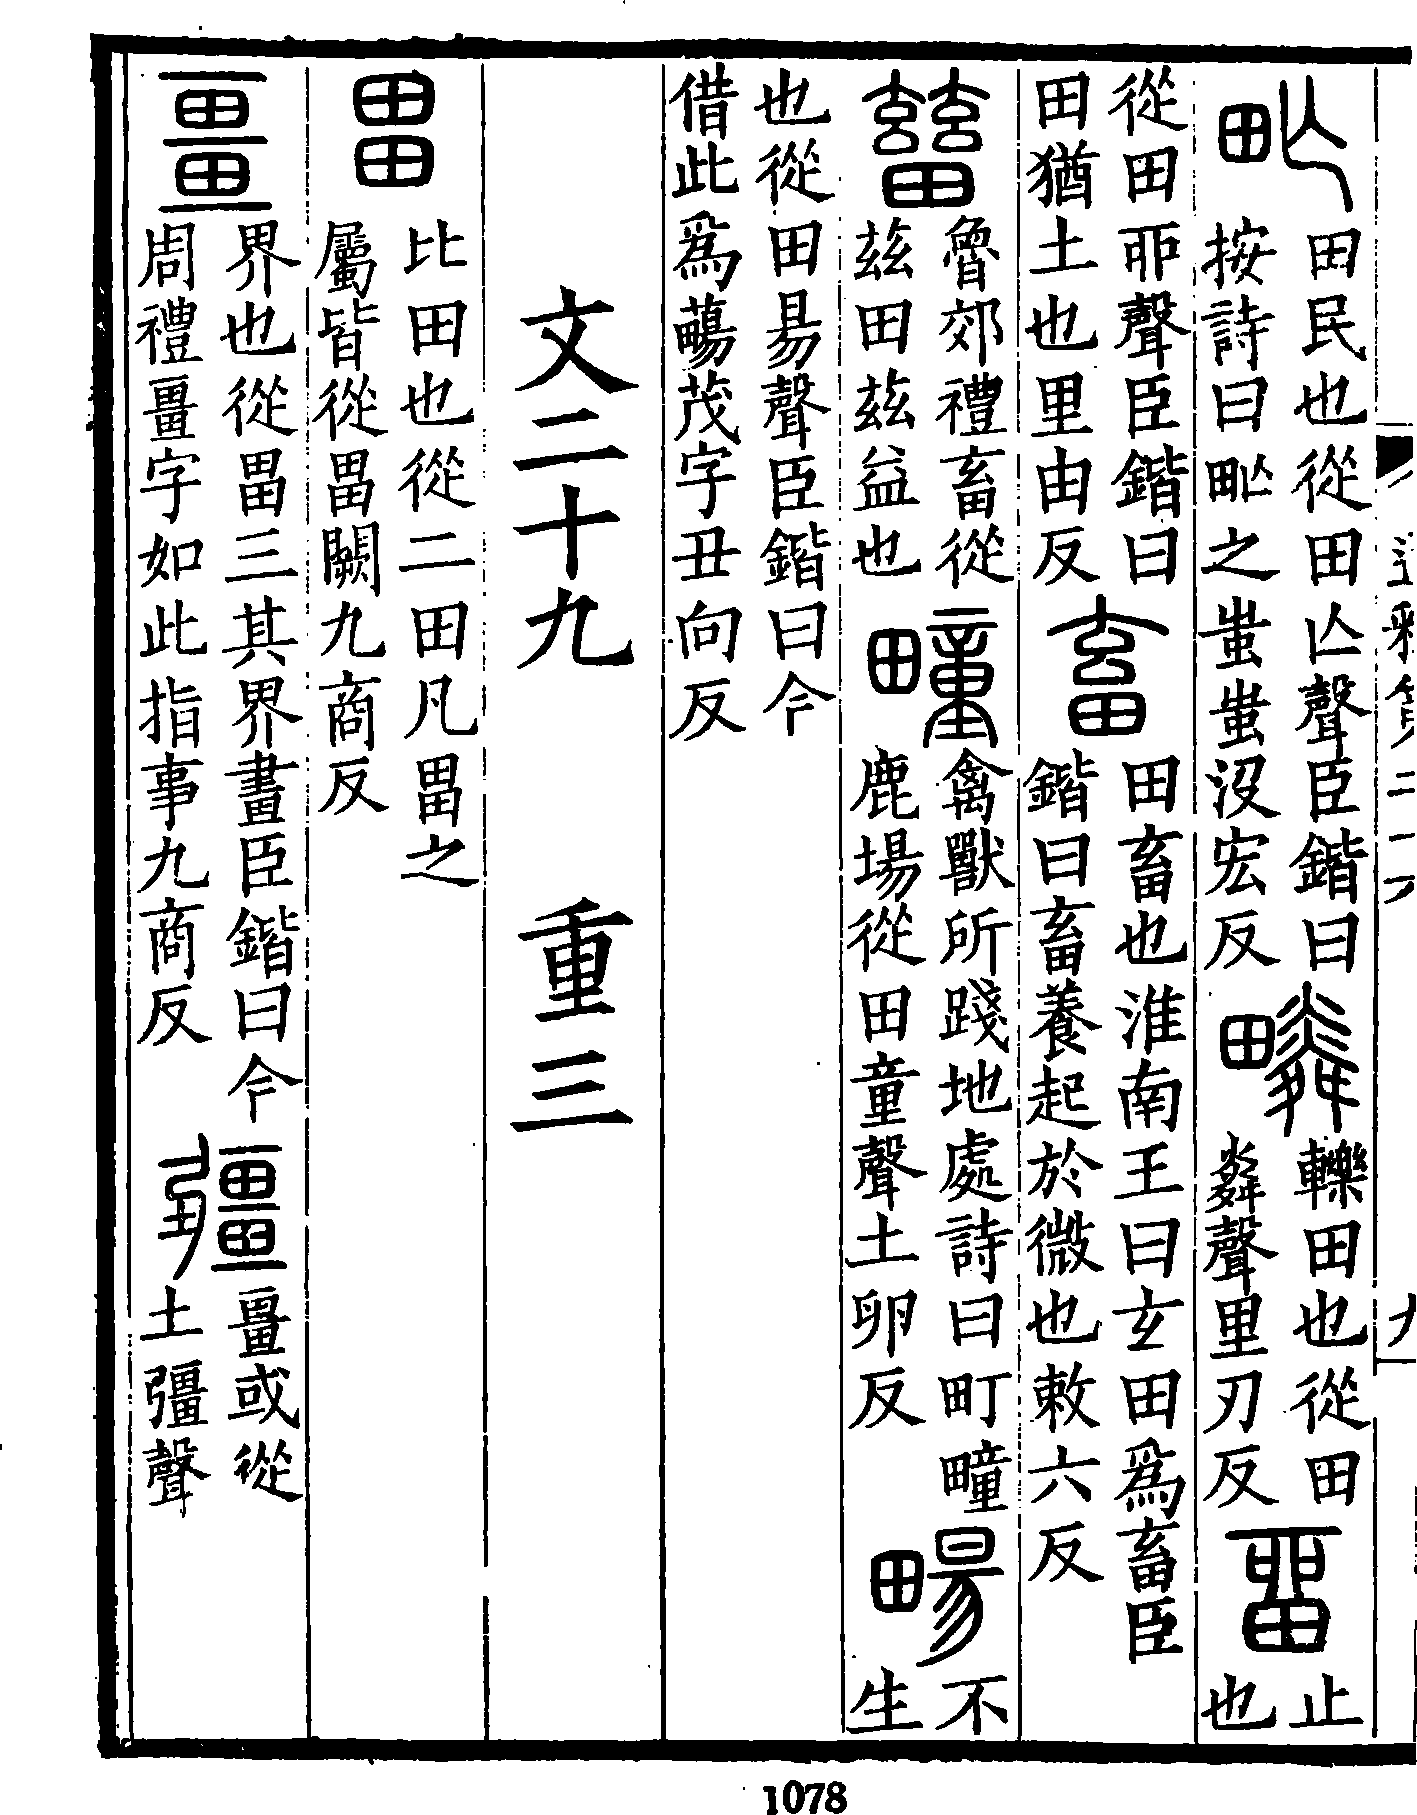 甿 田民也從田亾聲臣鍇曰按詩曰甿之蚩蚩沒宏反 疄 轢田也從田粦聲里刃反 畱 止也
從田丣聲臣鍇曰田猶土也里由反 畜 田畜也淮南王曰玄田爲畜臣鍇曰畜養起於微也敕六反
魯郊禮畜從茲田茲益也 疃 禽獸所踐地處詩曰町疃鹿場從田童聲土卵反 畼 不生
也從田昜聲臣鍇曰今借此爲畼茂字丑向反
文二十九 重三
畕 比田也從二田凡畕之屬皆從畕闕九商反
畺 界也從畕三其界畫臣鍇曰今周禮畺字如此指事九商反 疆 畺或從土彊聲
1078